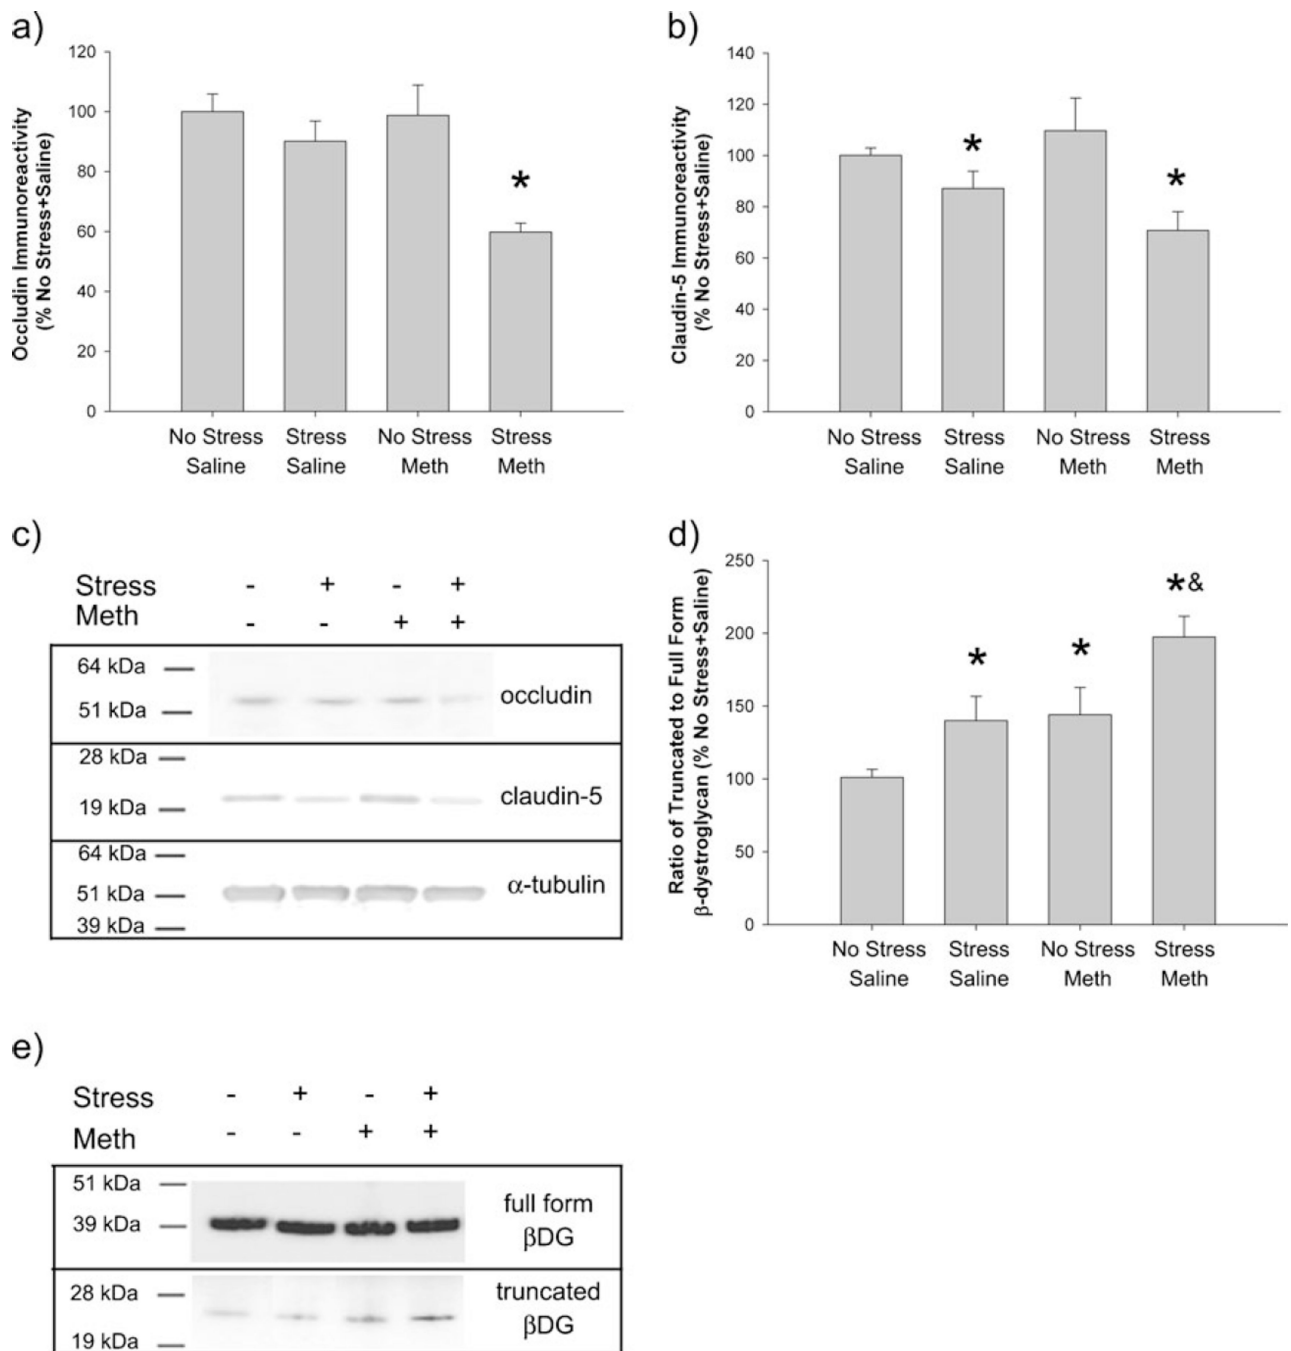 a)
Occludin Immunoreactivity
(% No Stress+Saline)
120
100
80
60
40
20
0
*
No Stress Stress No Stress Stress
Saline Saline Meth Meth
b)
Claudin-5 Immunoreactivity
(% No Stress+Saline)
140
120
100
80
60
40
20
0
* *
No Stress Stress No Stress Stress
Saline Saline Meth Meth
c)
Stress - + - +
Meth - - + +
64 kDa
51 kDa
occludin
28 kDa
19 kDa
claudin-5
64 kDa
51 kDa
39 kDa
α-tubulin
d)
Ratio of Truncated to Full Form
β-dystroglycan (% No Stress+Saline)
250
200
150
100
50
0
* * *&
No Stress Stress No Stress Stress
Saline Saline Meth Meth
e)
Stress - + - +
Meth - - + +
51 kDa
39 kDa
full form
βDG
28 kDa
19 kDa
truncated
βDG